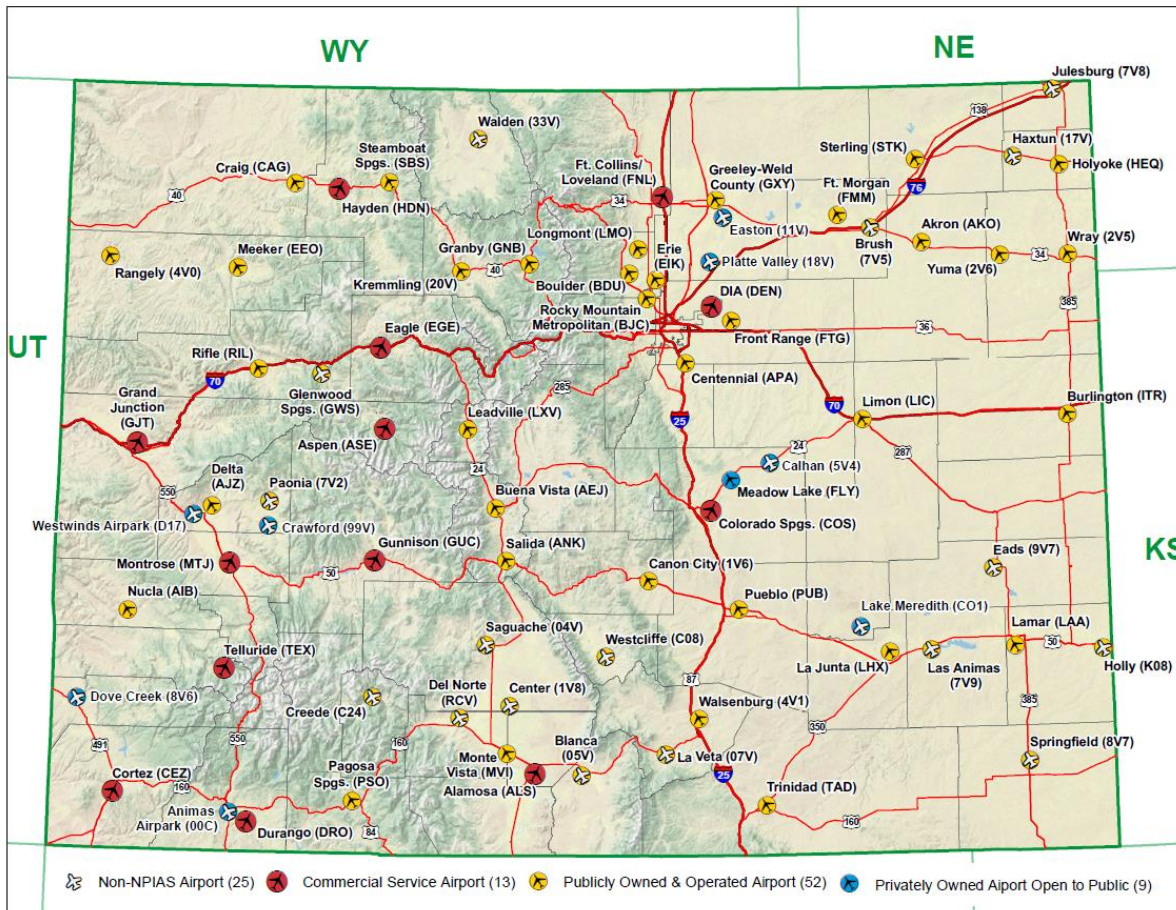 WY
NE
Julesburg (7V8)
138
Walden (33V)
Haxtun (17V)
Steamboat
Spgs. (SBS)
Sterling (STK)
Craig (CAG)
Ft. Collins/
Loveland (FNL)
Greeley-Weld
County (GXY)
Holyoke (HEQ)
Ft. Morgan
(FMM)
76
40
Hayden (HDN)
34
Easton (11V)
Akron (AKO)
Longmont (LMO)
Brush
(7V5)
Wray (2V5)
Meeker (EEO)
Granby (GNB)
Erie
(EIK)
Rangely (4V0)
40
Platte Valley (18V)
Yuma (2V6)
34
Kremmling (20V)
Boulder (BDU)
DIA (DEN)
385
Rocky Mountain
Metropolitan (BJC)
36
Eagle (EGE)
Front Range (FTG)
UT
Rifle (RIL)
70
Centennial (APA)
Glenwood
Spgs. (GWS)
285
Grand
Junction
(GJT)
Leadville (LXV)
25
70
Limon (LIC)
Burlington (ITR)
Aspen (ASE)
24
24
287
Delta
(AJZ)
Paonia (7V2)
Calhan (5V4)
550
Buena Vista (AEJ)
Meadow Lake (FLY)
Westwinds Airpark (D17)
Crawford (99V)
Colorado Spgs. (COS)
Gunnison (GUC)
Salida (ANK)
Eads (9V7)
KS
Montrose (MTJ)
50
Canon City (1V6)
Nucla (AIB)
Pueblo (PUB)
Lake Meredith (CO1)
Saguache (04V)
Westcliffe (C08)
Lamar (LAA)
50
Telluride (TEX)
La Junta (LHX)
Las Animas
(7V9)
Holly (K08)
87
Dove Creek (8V6)
Del Norte
(RCV)
Center (1V8)
Creede (C24)
Walsenburg (4V1)
385
350
491
550
160
Blanca
(05V)
Springfield (8V7)
Cortez (CEZ)
Pagosa
Spgs. (PSO)
Monte
Vista (MVI)
La Veta (07V)
25
160
Alamosa (ALS)
Trinidad (TAD)
Animas
Airpark (00C)
160
Durango (DRO)
84
Non-NPIAS Airport (25)
Commercial Service Airport (13)
Publicly Owned & Operated Airport (52)
Privately Owned Aiport Open to Public (9)